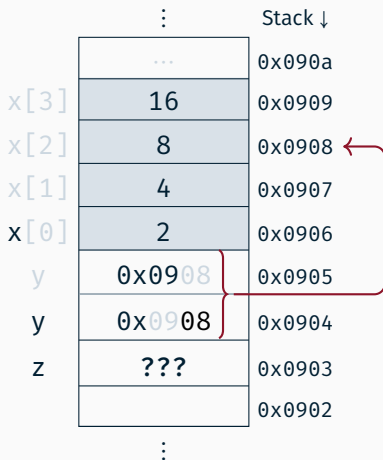 ⋮ Stack ↓
... 0x090a
x[3] 16 0x0909
x[2] 8 0x0908
x[1] 4 0x0907
x[0] 2 0x0906
y 0x0908 0x0905
y 0x0908 0x0904
z ??? 0x0903
0x0902
⋮